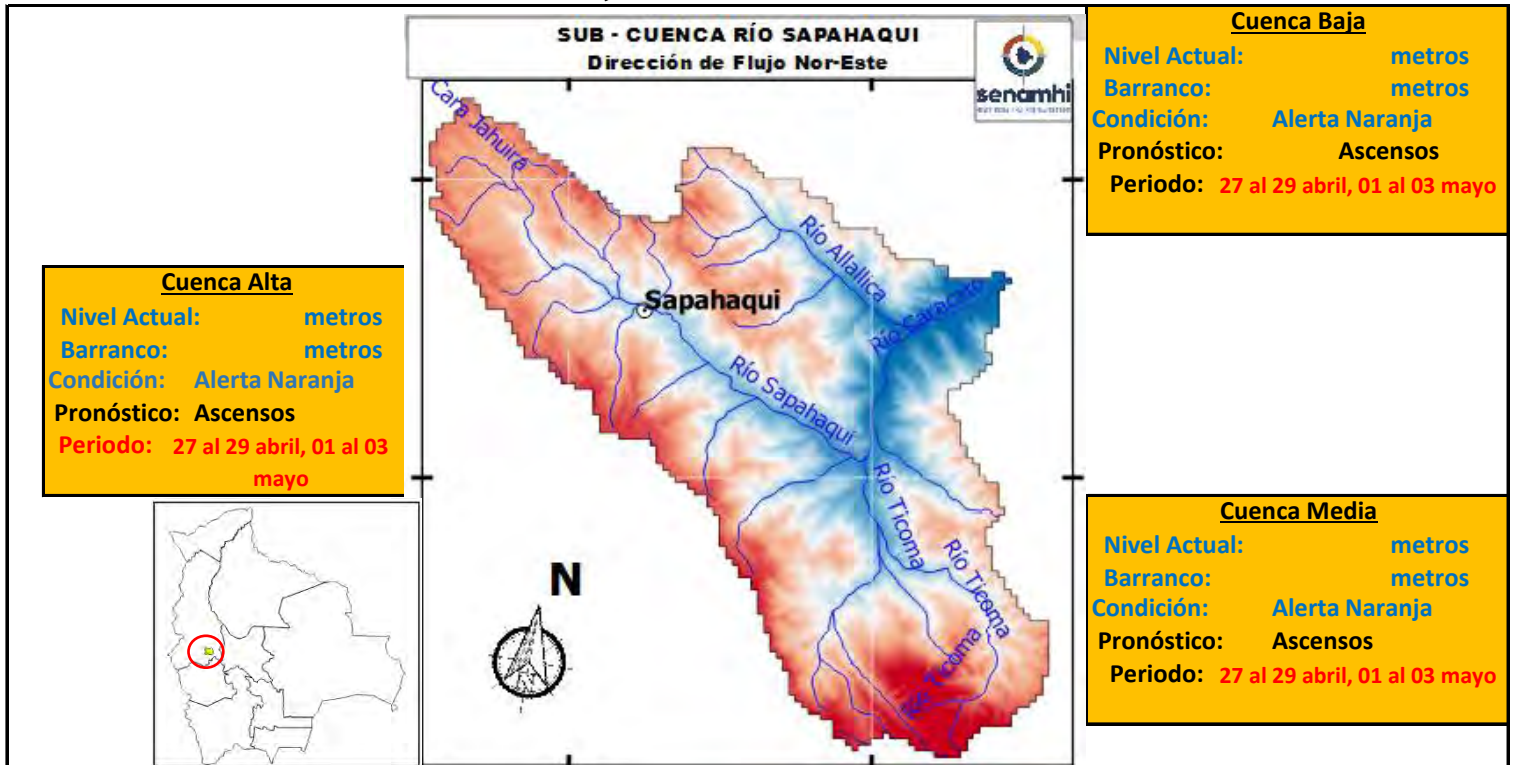 SUB - CUENCA RÍO SAPAHAQUI
Dirección de Flujo Nor-Este
senamhi
Cuenca Baja
Nivel Actual: metros
Barranco: metros
Condición: Alerta Naranja
Pronóstico: Ascensos
Periodo: 27 al 29 abril, 01 al 03 mayo
Cuenca Alta
Nivel Actual: metros
Barranco: metros
Condición: Alerta Naranja
Pronóstico: Ascensos
Periodo: 27 al 29 abril, 01 al 03
mayo
Cara Jahuira
Río Allallica
Río Caracato
Sapahaqui
Río Sapahaqui
Río Ticoma
Río Ticoma
Río Ticoma
N
Cuenca Media
Nivel Actual: metros
Barranco: metros
Condición: Alerta Naranja
Pronóstico: Ascensos
Periodo: 27 al 29 abril, 01 al 03 mayo